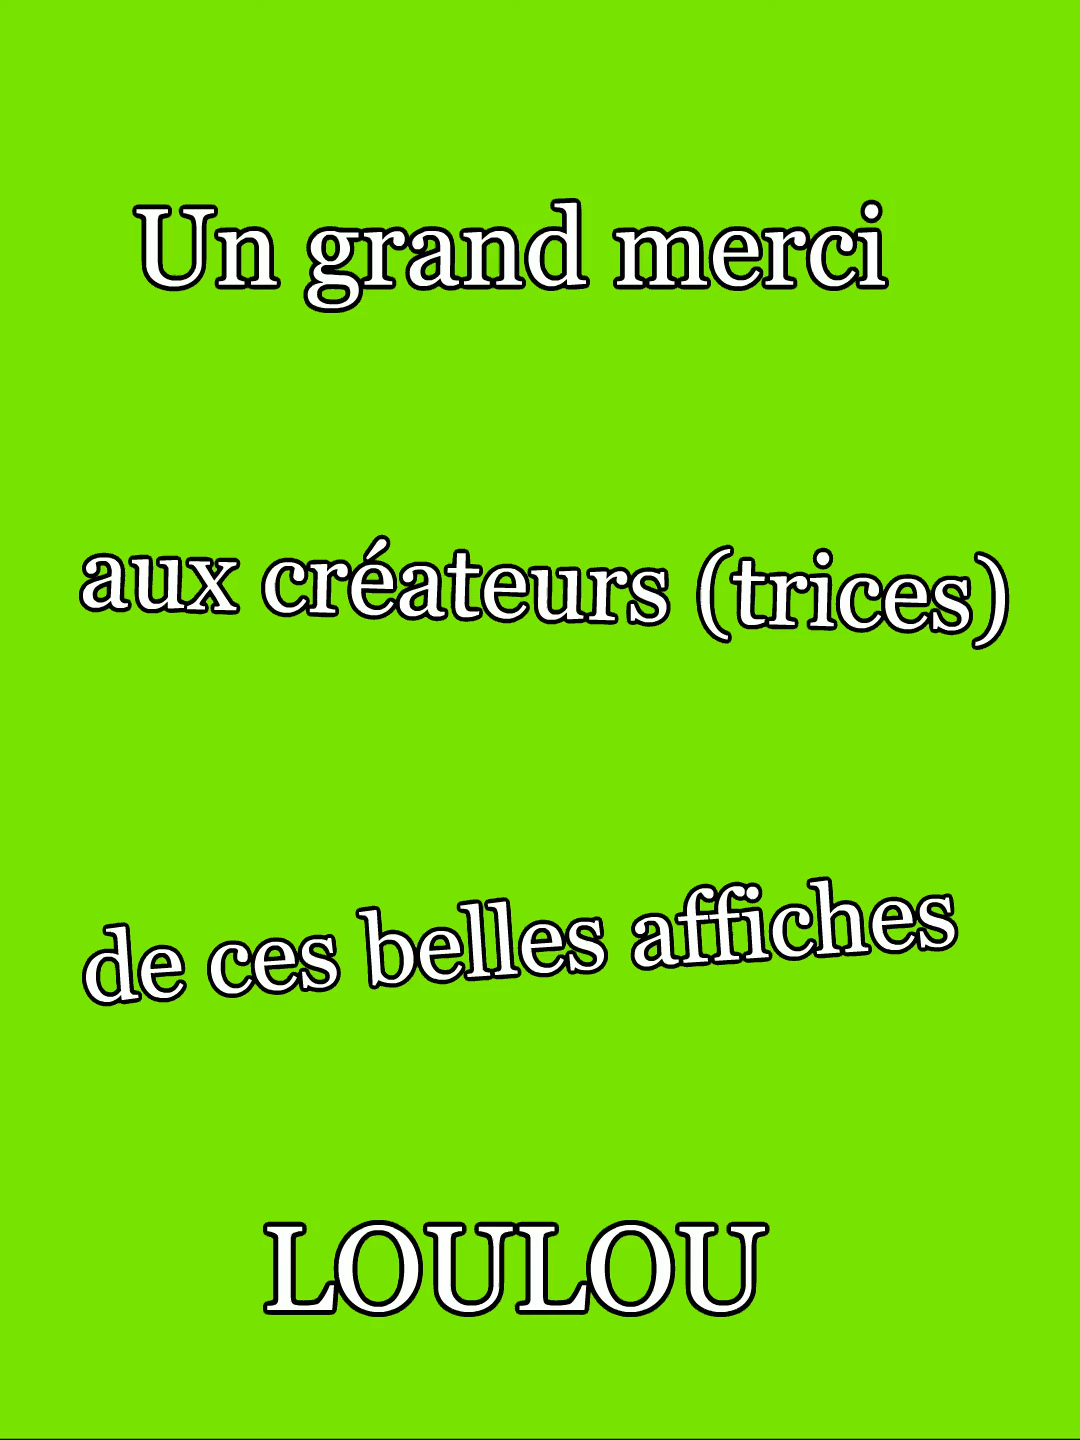 Un grand merci
aux créateurs (trices)
de ces belles affiches
LOULOU